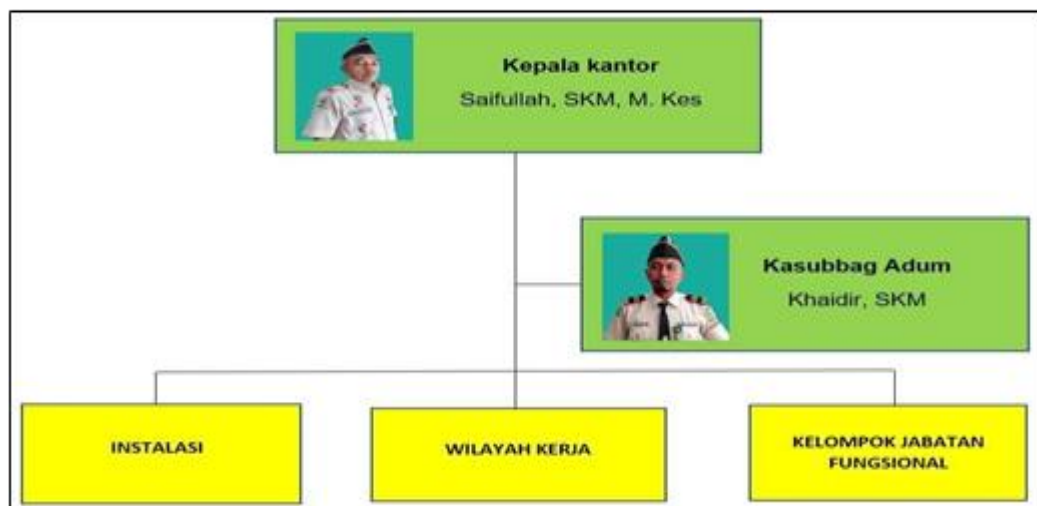 Kepala kantor
Saifullah, SKM, M. Kes
Kasubbag Adum
Khaidir, SKM
INSTALASI
WILAYAH KERJA
KELOMPOK JABATAN
FUNGSIONAL